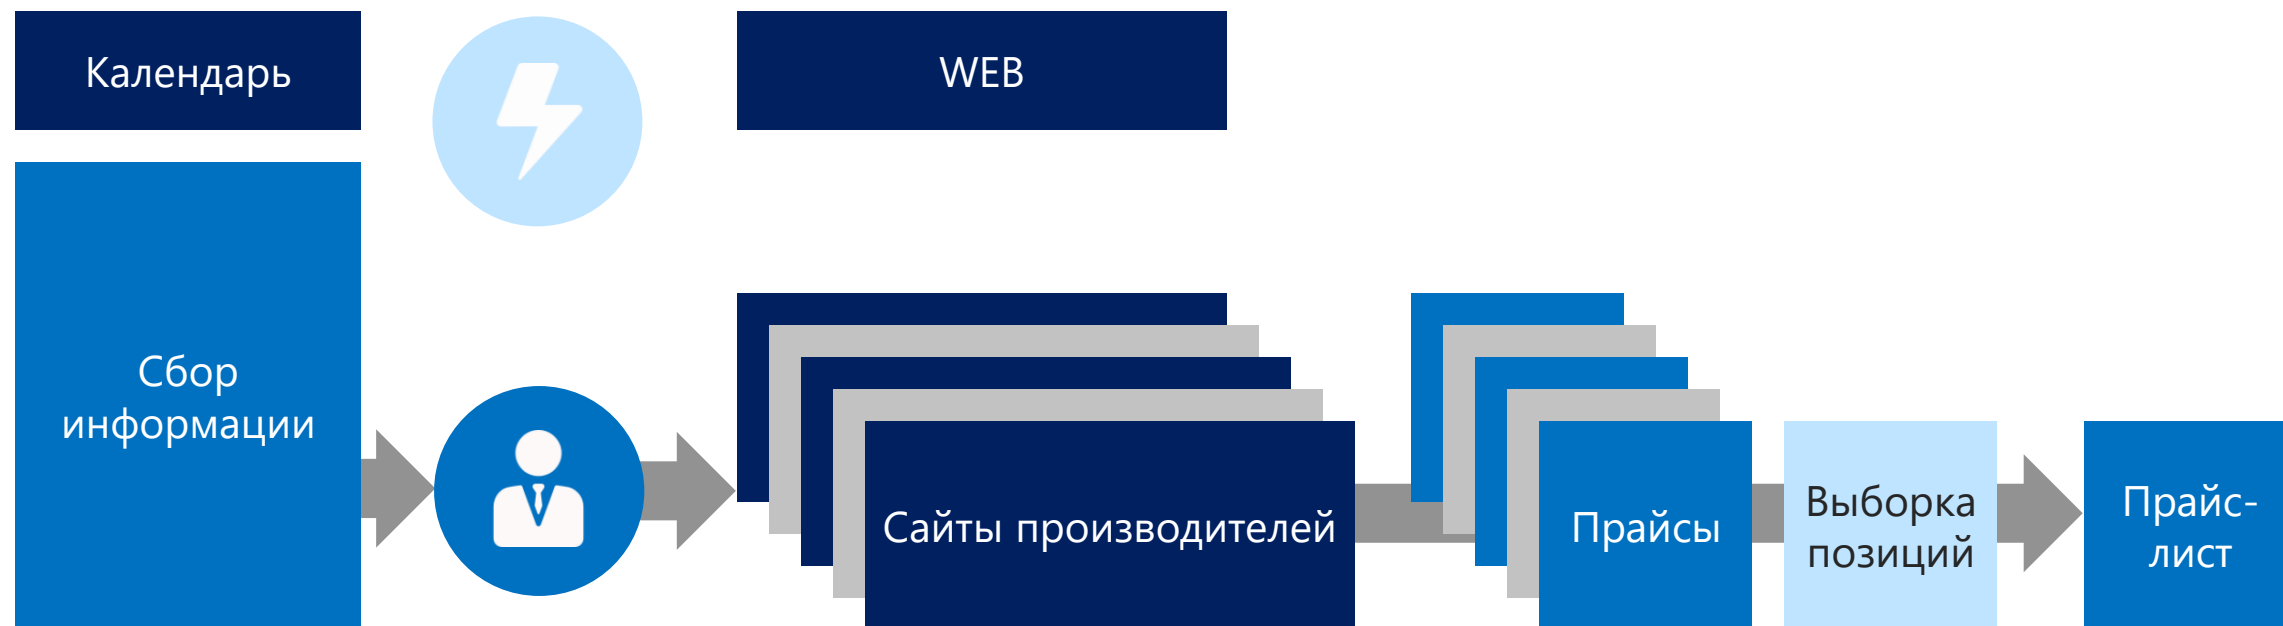 Календарь
WEB
Сбор
информации
Сайты производителей
Прайсы
Выборка
позиций
Прайс-
лист